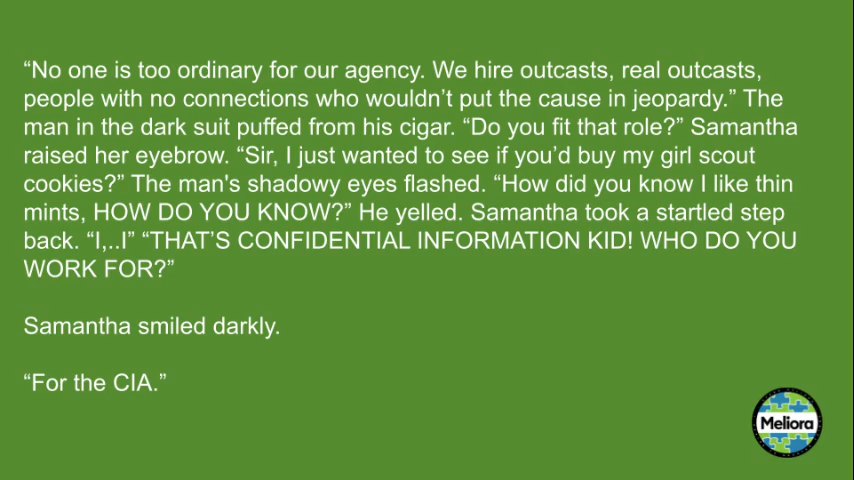 “No one is too ordinary for our agency. We hire outcasts, real outcasts,
people with no connections who wouldn’t put the cause in jeopardy.” The
man in the dark suit puffed from his cigar. “Do you fit that role?” Samantha
raised her eyebrow. “Sir, I just wanted to see if you’d buy my girl scout
cookies?” The man's shadowy eyes flashed. “How did you know I like thin
mints, HOW DO YOU KNOW?” He yelled. Samantha took a startled step
back. “I,..I” “THAT’S CONFIDENTIAL INFORMATION KID! WHO DO YOU
WORK FOR?”
Samantha smiled darkly.
“For the CIA.”
Meliora